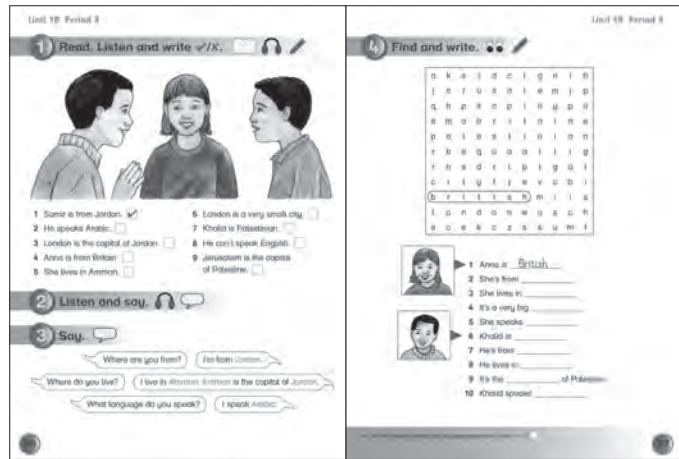 Unit 18 Period 3
1 Read. Listen and write ✓/X.
1 Samir is from Jordan. ✓
2 He speaks Arabic.
3 London is the capital of Jordan.
4 Anna is from Britain.
5 She lives in Amman.
6 London is a very small city.
7 Khalid is Palestinian.
8 He can't speak English.
9 Jerusalem is the capital
of Palestine.
2 Listen and say.
3 Say.
Where are you from? I'm from Jordan.
Where do you live? I live in Amman. Amman is the capital of Jordan.
What language do you speak? I speak Arabic.
Unit 18 Period 4
4 Find and write.
j e r u s a l e m j p
c i t y f r e v o b i
b r i t i s h m i i s
l o n d o n w o s c h
1 Anna is British
2 She's from
3 She lives in
4 It's a very big
5 She speaks
6 Khalid is
7 He's from
8 He lives in
9 It's the of Palestine.
10 Khalid speaks